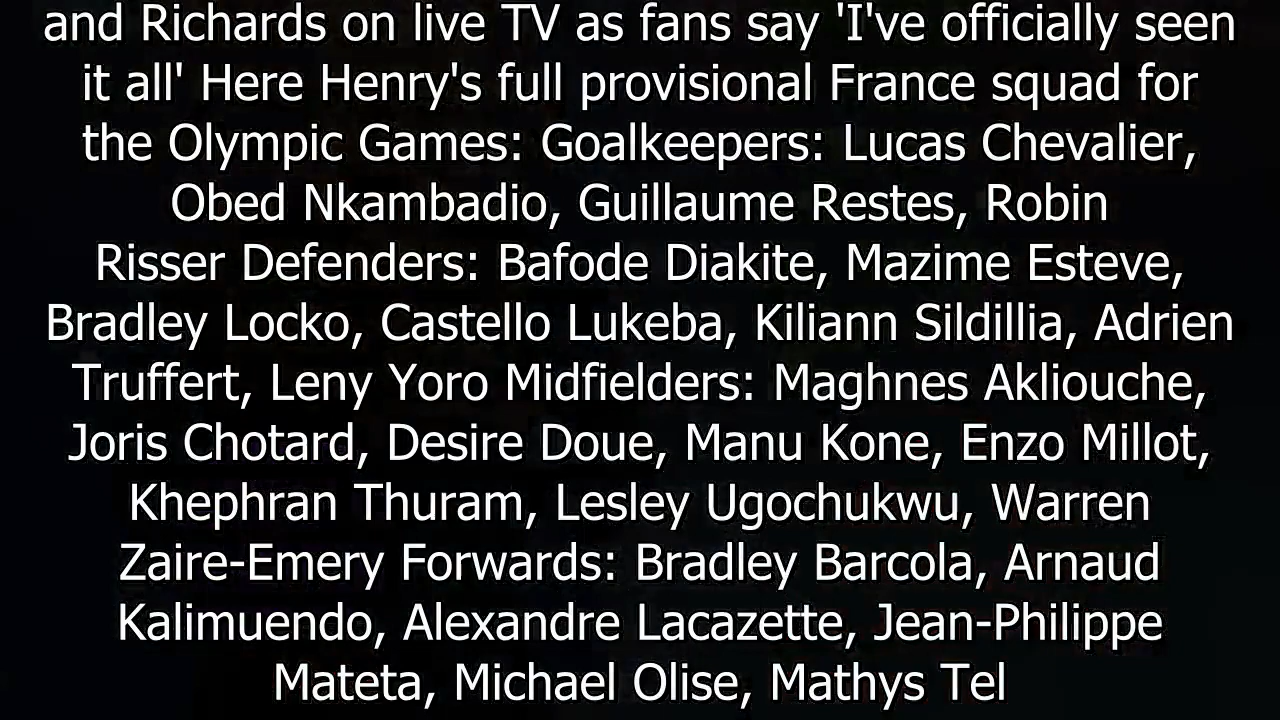 and Richards on live TV as fans say 'I've officially seen
it all' Here Henry's full provisional France squad for
the Olympic Games: Goalkeepers: Lucas Chevalier,
Obed Nkambadio, Guillaume Restes, Robin
Risser Defenders: Bafode Diakite, Mazime Esteve,
Bradley Locko, Castello Lukeba, Kiliann Sildillia, Adrien
Truffert, Leny Yoro Midfielders: Maghnes Akliouche,
Joris Chotard, Desire Doue, Manu Kone, Enzo Millot,
Khephran Thuram, Lesley Ugochukwu, Warren
Zaire-Emery Forwards: Bradley Barcola, Arnaud
Kalimuendo, Alexandre Lacazette, Jean-Philippe
Mateta, Michael Olise, Mathys Tel